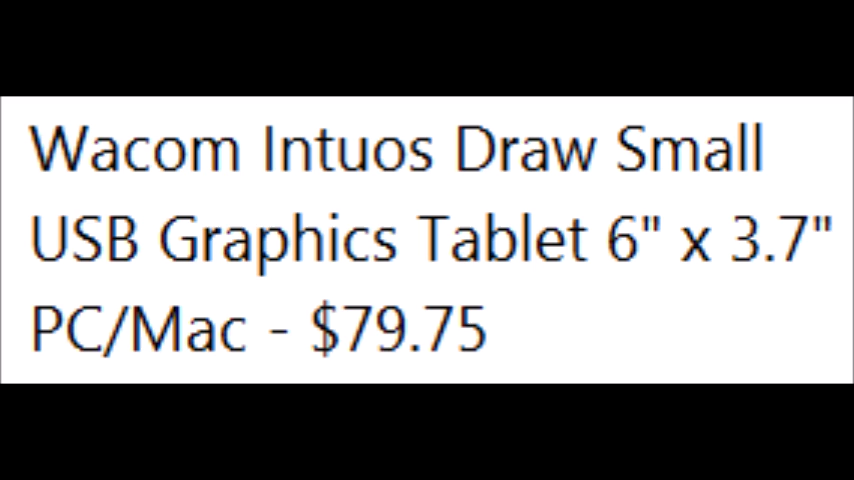 Wacom Intuos Draw Small
USB Graphics Tablet 6" x 3.7"
PC/Mac - $79.75